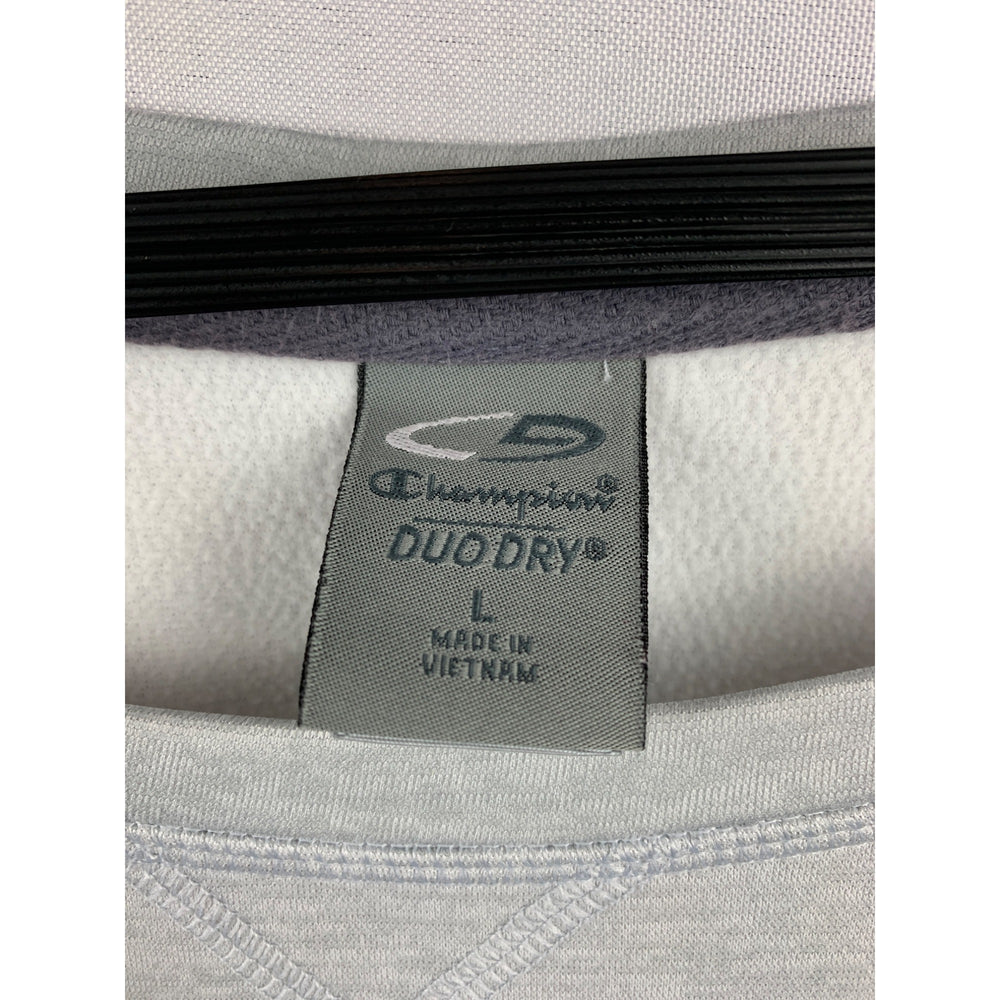 Champion®
DUO DRY®
L
MADE IN
VIETNAM